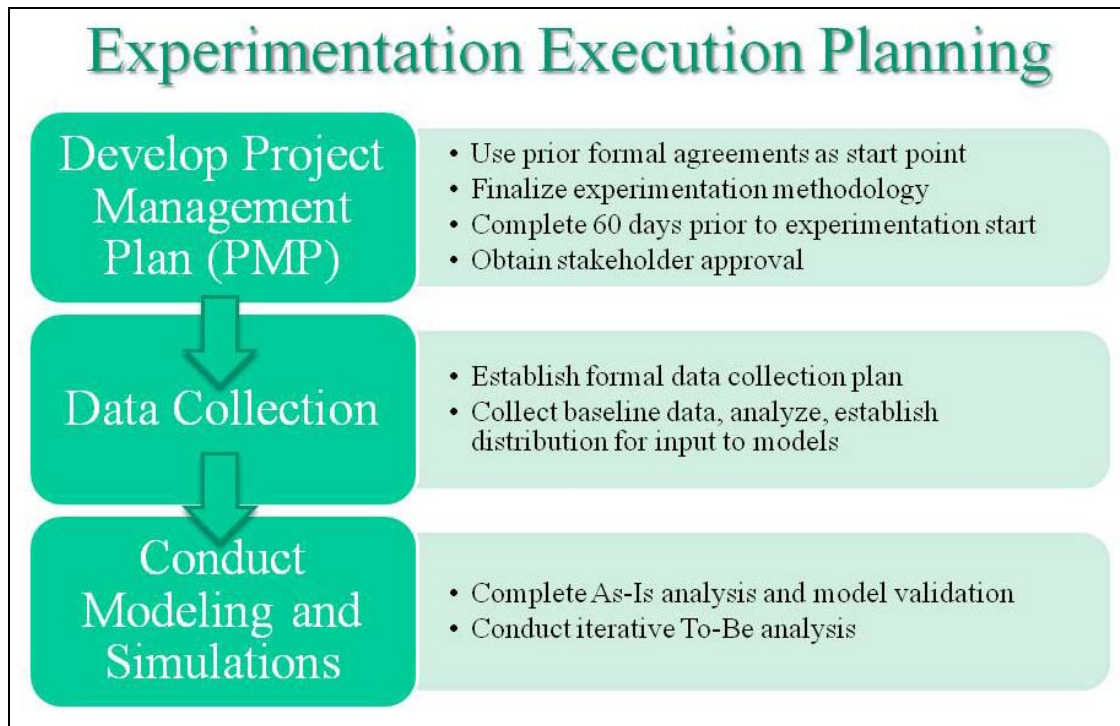 Experimentation Execution Planning
Develop Project
Management
Plan (PMP)
• Use prior formal agreements as start point
• Finalize experimentation methodology
• Complete 60 days prior to experimentation start
• Obtain stakeholder approval
Data Collection
• Establish formal data collection plan
• Collect baseline data, analyze, establish
distribution for input to models
Conduct
Modeling and
Simulations
• Complete As-Is analysis and model validation
• Conduct iterative To-Be analysis